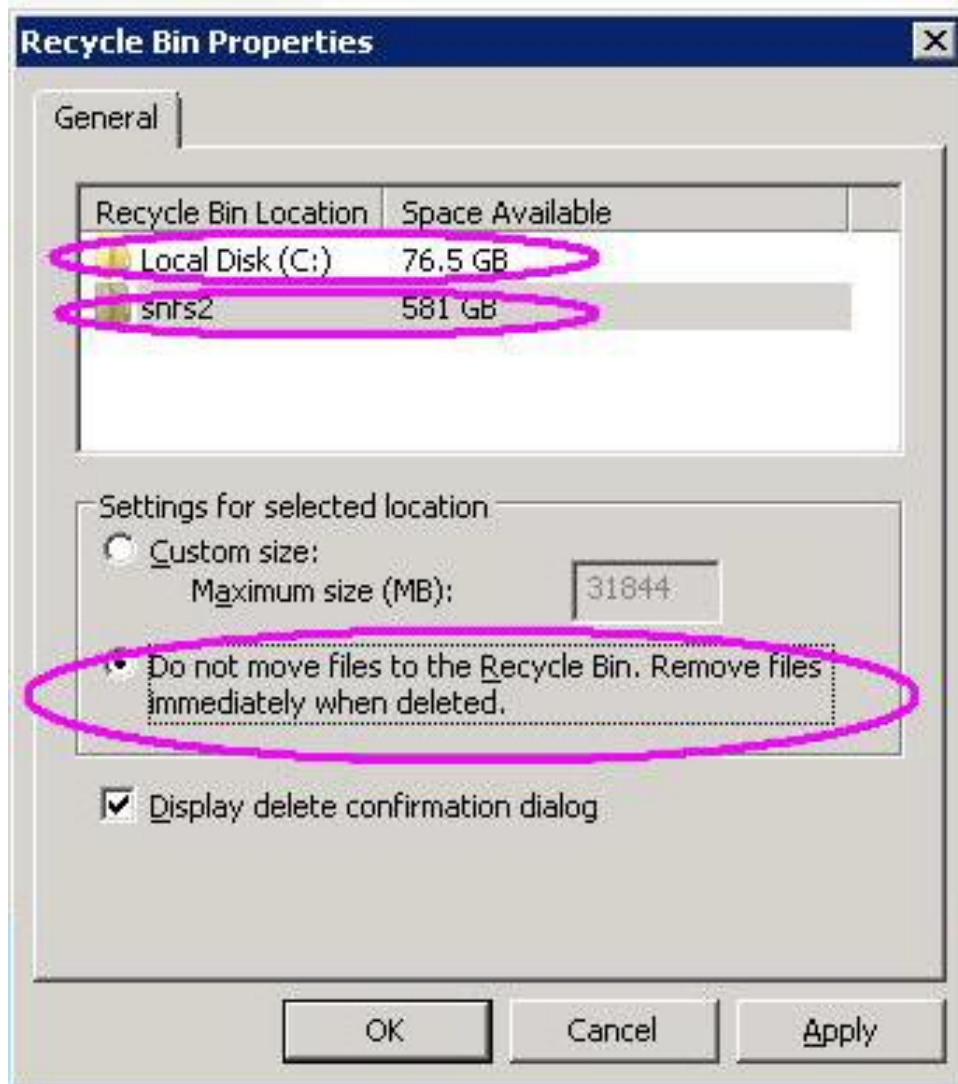 Recycle Bin Properties
General
Recycle Bin Location Space Available
Local Disk (C:) 76.5 GB
snfs2 581 GB
Settings for selected location
Custom size:
Maximum size (MB): 31844
Do not move files to the Recycle Bin. Remove files
immediately when deleted.
Display delete confirmation dialog
OK Cancel Apply